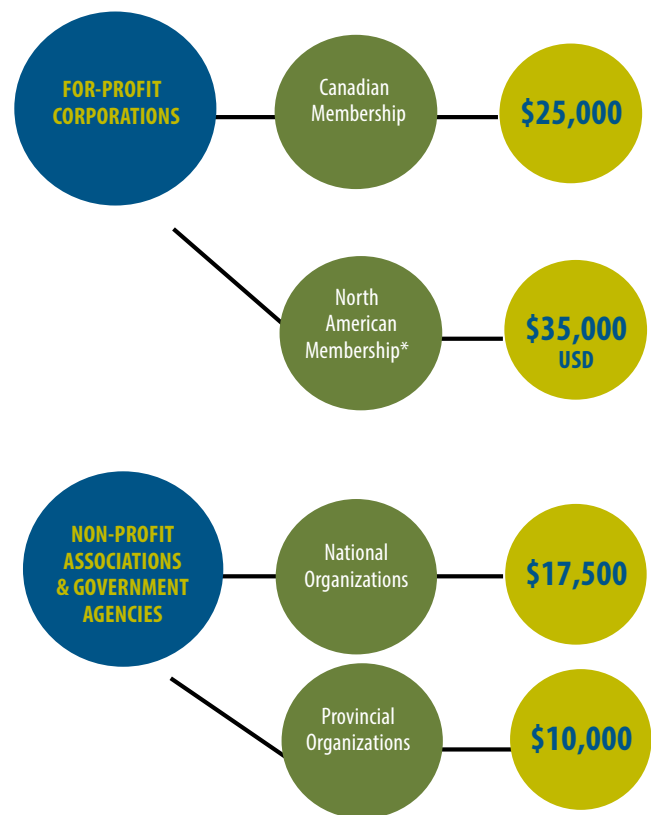 FOR-PROFIT
CORPORATIONS
Canadian
Membership
$25,000
North
American
Membership*
$35,000
USD
NON-PROFIT
ASSOCIATIONS
& GOVERNMENT
AGENCIES
National
Organizations
$17,500
Provincial
Organizations
$10,000